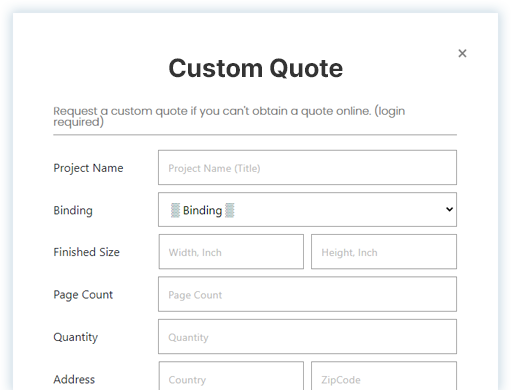 ×
Custom Quote
Request a custom quote if you can't obtain a quote online. (login
required)
Project Name
Project Name (Title)
Binding
▒ Binding ▒
Finished Size
Width, Inch
Height, Inch
Page Count
Page Count
Quantity
Quantity
Address
Country
ZipCode